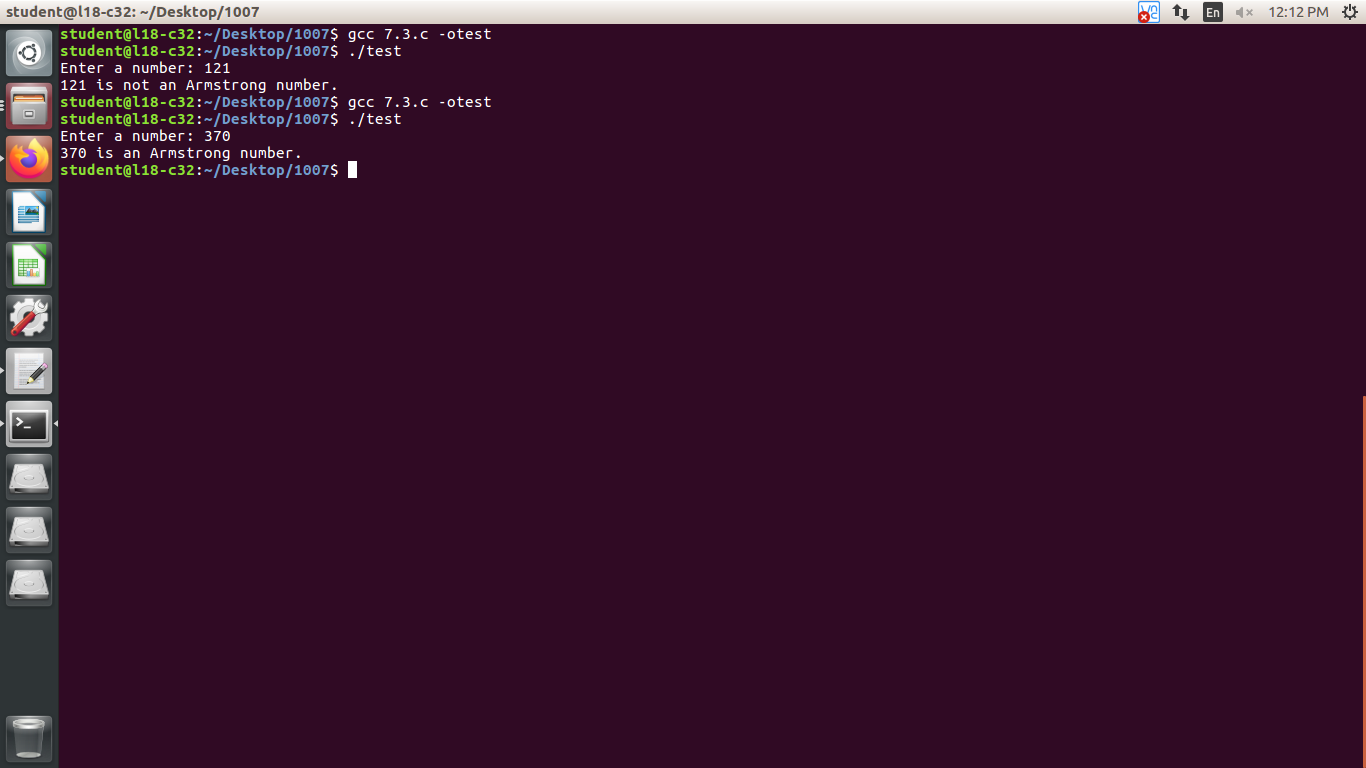 student@l18-c32: ~/Desktop/1007
En
12:12 PM
student@l18-c32:~/Desktop/1007$ gcc 7.3.c -otest
student@l18-c32:~/Desktop/1007$ ./test
Enter a number: 121
121 is not an Armstrong number.
student@l18-c32:~/Desktop/1007$ gcc 7.3.c -otest
student@l18-c32:~/Desktop/1007$ ./test
Enter a number: 370
370 is an Armstrong number.
student@l18-c32:~/Desktop/1007$
>_